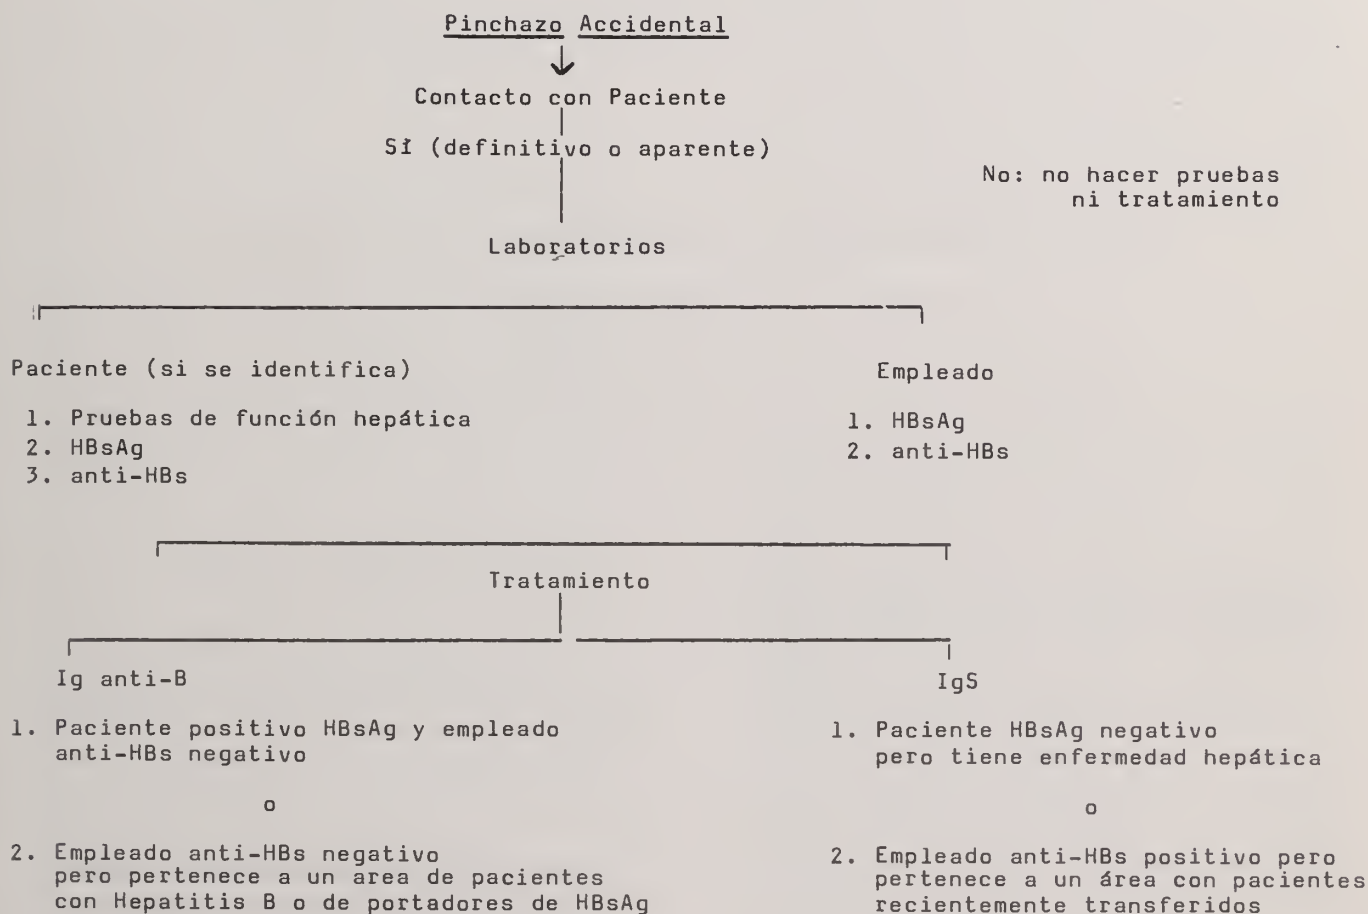 Pinchazo Accidental
Contacto con Paciente
SÍ (definitivo o aparente)
No: no hacer pruebas
ni tratamiento
Laboratorios
Paciente (si se identifica)
1. Pruebas de función hepática
2. HBsAg
3. anti-HBs
Empleado
1. HBsAg
2. anti-HBs
Tratamiento
Ig anti-B
1. Paciente positivo HBsAg y empleado
anti-HBs negativo
o
2. Empleado anti-HBs negativo
pero pertenece a un area de pacientes
con Hepatitis B o de portadores de HBsAg
IgS
1. Paciente HBsAg negativo
pero tiene enfermedad hepática
o
2. Empleado anti-HBs positivo pero
pertenece a un área con pacientes
recientemente transferidos